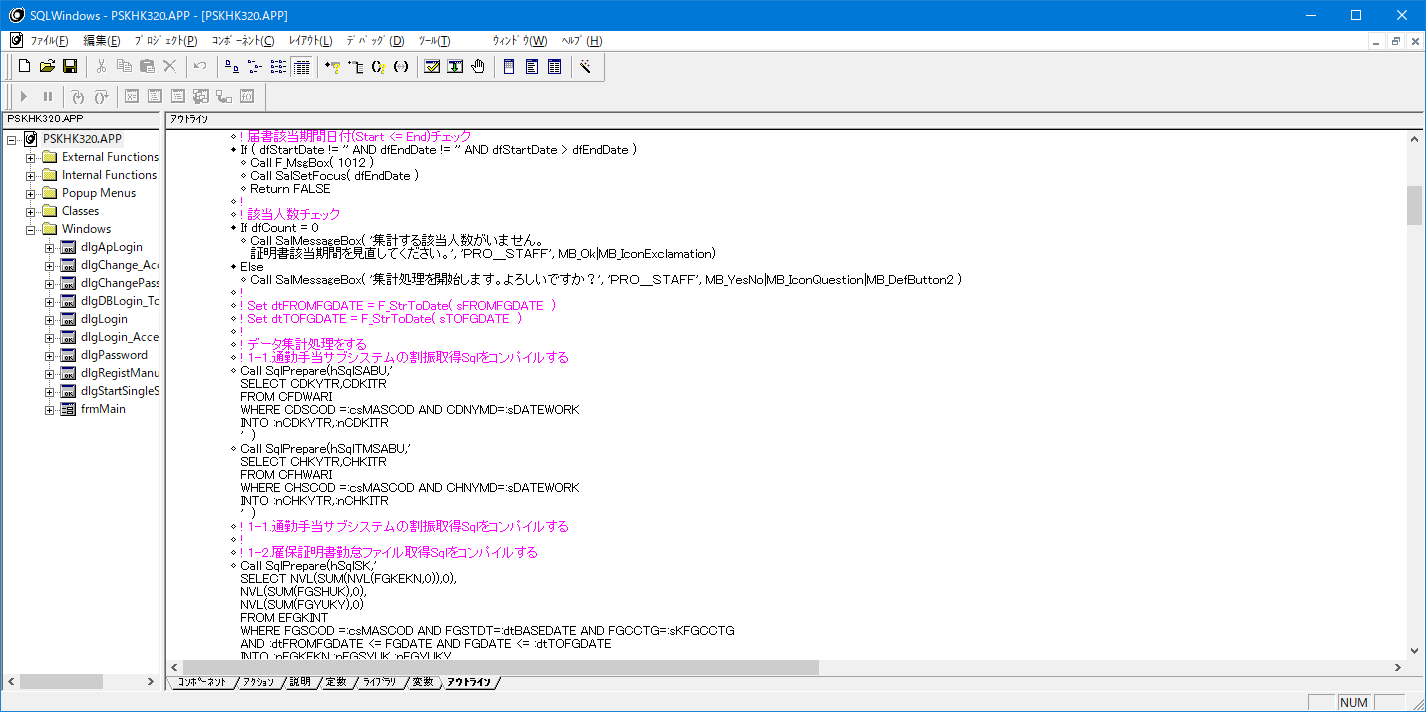 SQLWindows - PSKHK320.APP - [PSKHK320.APP]
ﾌｧｲﾙ(F) 編集(E) ﾌﾟﾛｼﾞｪｸﾄ(P) ｺﾝﾎﾟｰﾈﾝﾄ(C) ﾚｲｱｳﾄ(L) ﾃﾞﾊﾞｯｸﾞ(D) ﾂｰﾙ(T) ｳｨﾝﾄﾞｳ(W) ﾍﾙﾌﾟ(H)
PSKHK320.APP
PSKHK320.APP
External Functions
Internal Functions
Popup Menus
Classes
Windows
dlgApLogin
dlgChange_Acc
dlgChangePass
dlgDBLogin_Tc
dlgLogin
dlgLogin_Acce
dlgPassword
dlgRegistManu
dlgStartSingleS
frmMain
ｱｳﾄﾗｲﾝ
! 届書該当期間日付(Start <= End)チェック
If ( dfStartDate != '' AND dfEndDate != '' AND dfStartDate > dfEndDate )
Call F_MsgBox( 1012 )
Call SalSetFocus( dfEndDate )
Return FALSE
!
! 該当人数チェック
If dfCount = 0
Call SalMessageBox( '集計する該当人数がいません。
証明書該当期間を見直してください。', 'PRO__STAFF', MB_Ok|MB_IconExclamation)
Else
Call SalMessageBox( '集計処理を開始します。よろしいですか？', 'PRO__STAFF', MB_YesNo|MB_IconQuestion|MB_DefButton2 )
!
! Set dtFROMFGDATE = F_StrToDate( sFROMFGDATE )
! Set dtTOFGDATE = F_StrToDate( sTOFGDATE )
!
! データ集計処理をする
! 1-1.通勤手当サブシステムの割振取得Sqlをコンパイルする
Call SqlPrepare(hSqlSABU,'
SELECT CDKYTR,CDKITR
FROM CFDWARI
WHERE CDSCOD =:csMASCOD AND CDNYMD=:sDATEWORK
INTO :nCDKYTR,:nCDKITR
' )
Call SqlPrepare(hSqlTMSABU,'
SELECT CHKYTR,CHKITR
FROM CFHWARI
WHERE CHSCOD =:csMASCOD AND CHNYMD=:sDATEWORK
INTO :nCHKYTR,:nCHKITR
' )
! 1-1.通勤手当サブシステムの割振取得Sqlをコンパイルする
!
! 1-2.雇保証明書勤怠ファイル取得Sqlをコンパイルする
Call SqlPrepare(hSqlSK,'
SELECT NVL(SUM(NVL(FGKEKN,0)),0),
NVL(SUM(FGSHUK),0),
NVL(SUM(FGYUKY),0)
FROM EFGKINT
WHERE FGSCOD =:csMASCOD AND FGSTDT=:dtBASEDATE AND FGCCTG=:sKFGCCTG
AND :dtFROMFGDATE <= FGDATE AND FGDATE <= :dtTOFGDATE
INTO :nFGKEKN,:nFGSYUK,:nFGYUKY
ｺﾝﾎﾟｰﾈﾝﾄ ｱｸｼｮﾝ 説明 定数 ﾗｲﾌﾞﾗﾘ 変数 ｱｳﾄﾗｲﾝ
NUM